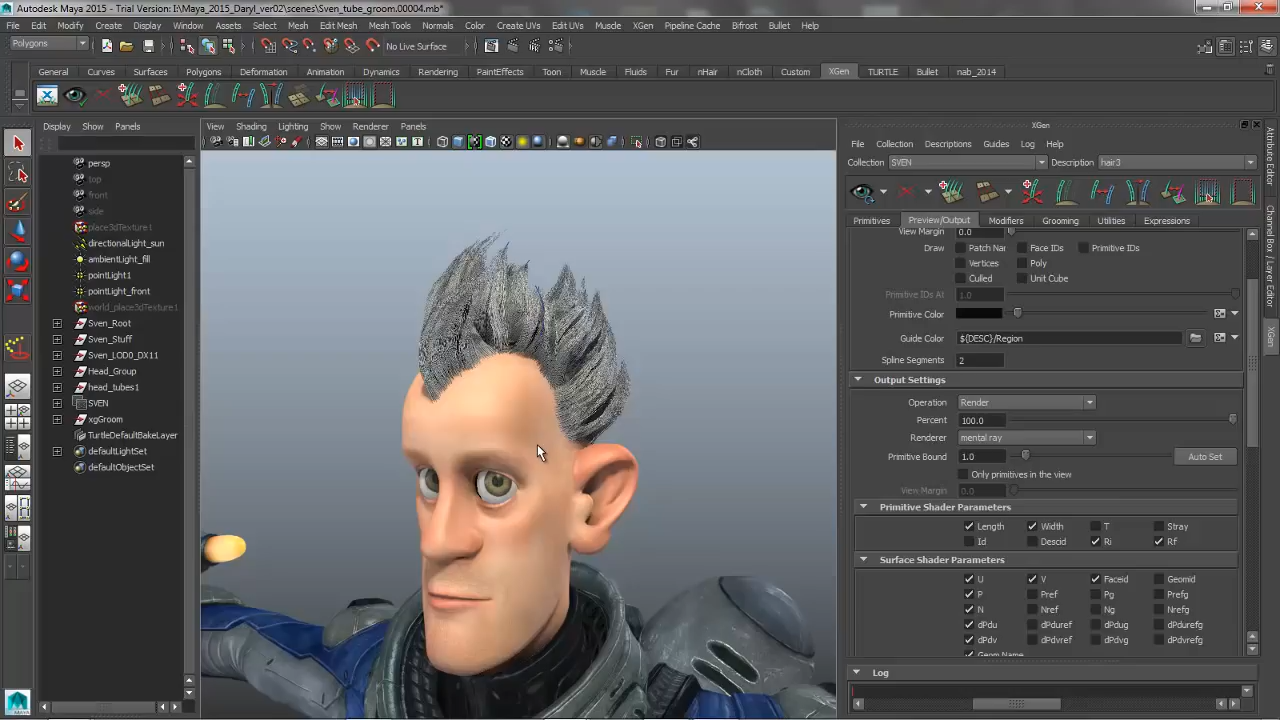 Autodesk Maya 2015 - Trial Version: I:\Maya_2015_Daryl_ver02\scenes\Sven_tube_groom.00004.mb*
File Edit Modify Create Display Window Assets Select Mesh Edit Mesh Mesh Tools Normals Color Create UVs Edit UVs Muscle XGen Pipeline Cache Bifrost Bullet Help
Polygons No Live Surface
General Curves Surfaces Polygons Deformation Animation Dynamics Rendering PaintEffects Toon Muscle Fluids Fur nHair nCloth Custom XGen TURTLE Bullet nab_2014
Display Show Panels
View Shading Lighting Show Renderer Panels
persp
top
front
side
place3dTexture1
directionalLight_sun
ambientLight_fill
pointLight1
pointLight_front
world_place3dTexture1
Sven_Root
Sven_Stuff
Sven_LOD0_DX11
Head_Group
head_tubes1
SVEN
xgGroom
TurtleDefaultBakeLayer
defaultLightSet
defaultObjectSet
XGen
File Collection Descriptions Guides Log Help
Collection SVEN Description hair3
Primitives Preview/Output Modifiers Grooming Utilities Expressions
View Margin 0.0
Draw Patch Nar Face IDs Primitive IDs
Vertices Poly
Culled Unit Cube
Primitive IDs At 1.0
Primitive Color
Guide Color ${DESC}/Region
Spline Segments 2
Output Settings
Operation Render
Percent 100.0
Renderer mental ray
Primitive Bound 1.0 Auto Set
Only primitives in the view
View Margin 0.0
Primitive Shader Parameters
Length Width T Stray
Id Descid Ri Rf
Surface Shader Parameters
U V Faceid Geomid
P Pref Pg Prefg
N Nref Ng Nrefg
dPdu dPduref dPdug dPdurefg
dPdv dPdvref dPdvg dPdvrefg
Geom Name
Log
Attribute Editor
Channel Box / Layer Editor
XGen